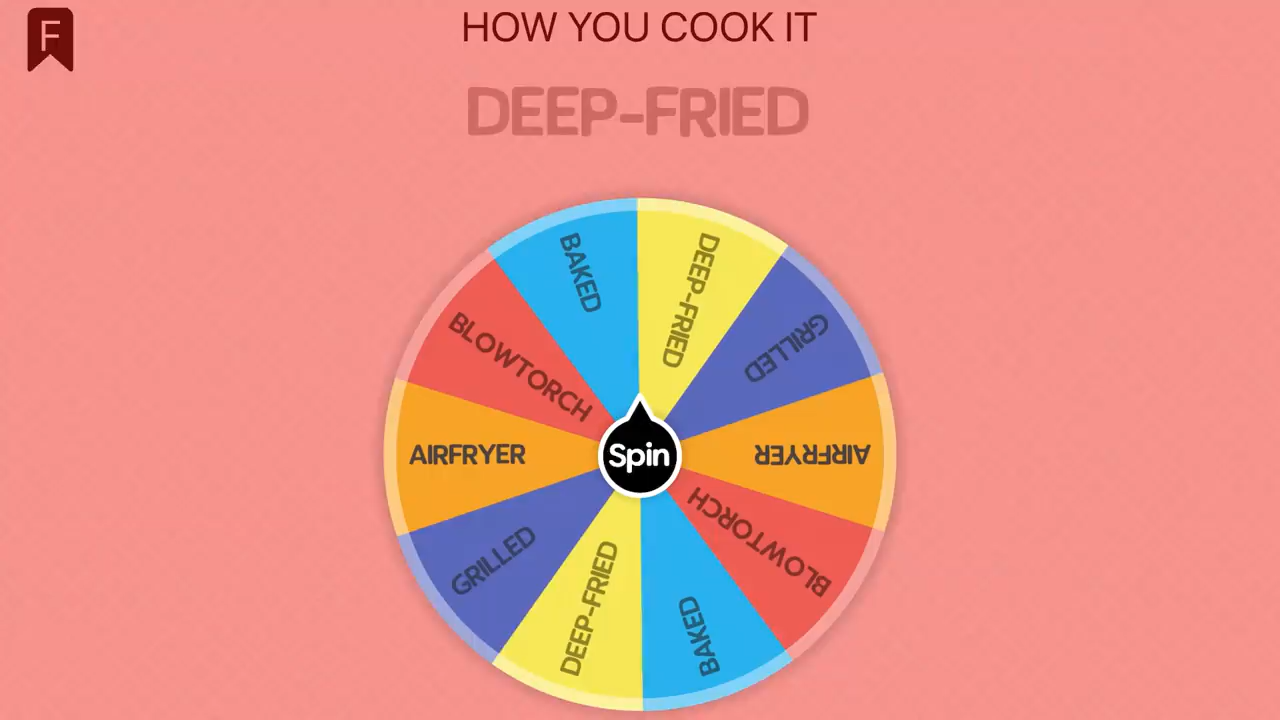 F
HOW YOU COOK IT
DEEP-FRIED
BAKED
DEEP-FRIED
GRILLED
AIRFRYER
BLOWTORCH
BAKED
DEEP-FRIED
GRILLED
AIRFRYER
BLOWTORCH
Spin